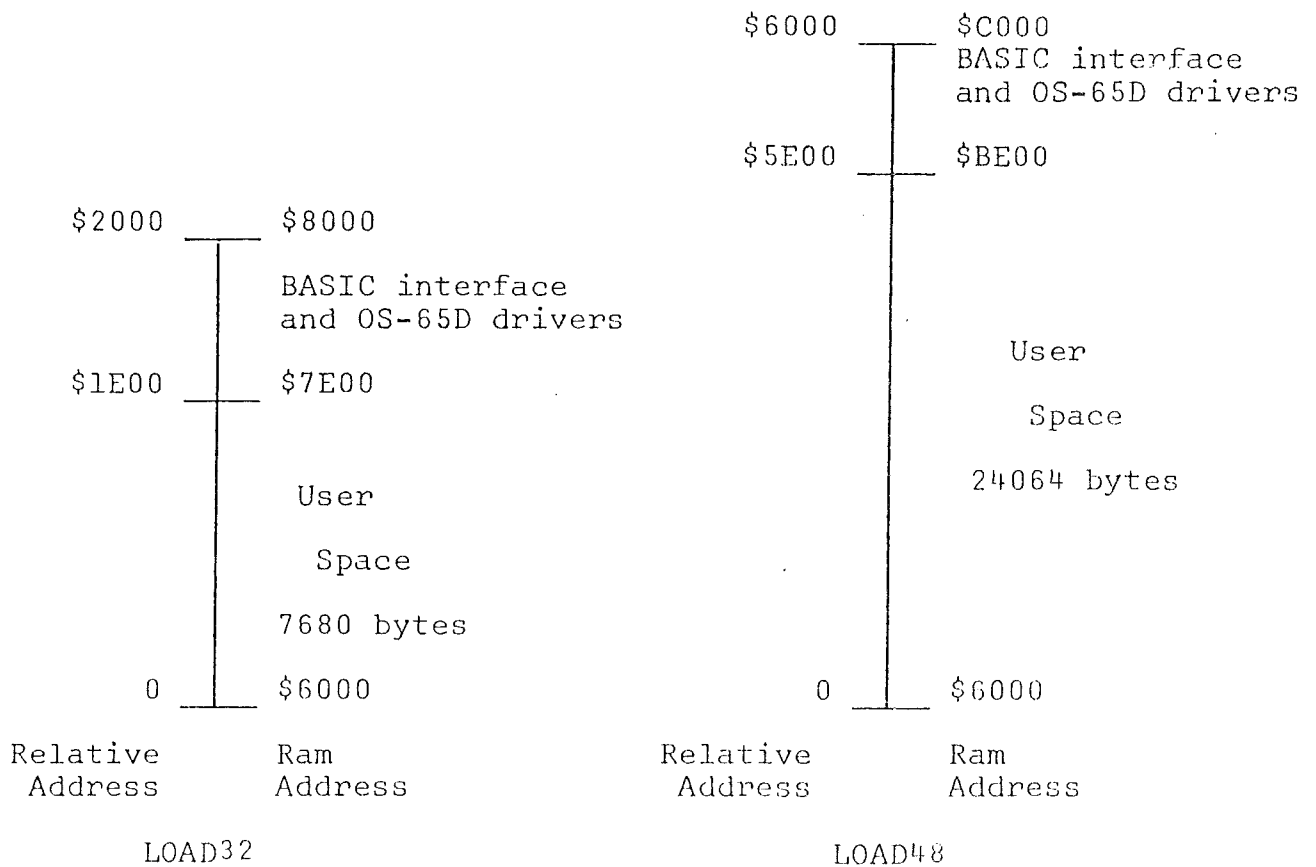 $2000 $8000
BASIC interface
and OS-65D drivers
$1E00 $7E00
User
Space
7680 bytes
0 $6000
Relative Ram
Address Address
LOAD32
$6000 $C000
BASIC interface
and OS-65D drivers
$5E00 $BE00
User
Space
24064 bytes
0 $6000
Relative Ram
Address Address
LOAD48